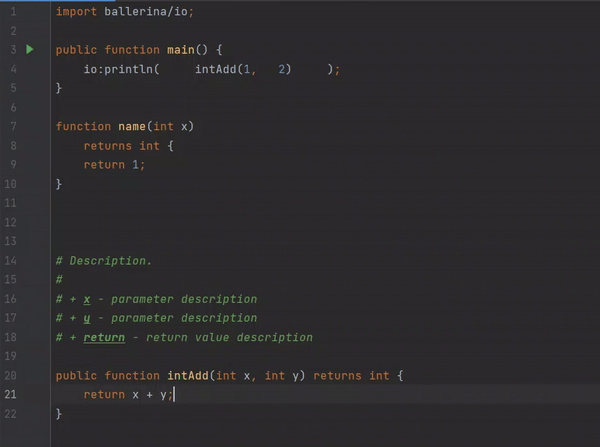 1 import ballerina/io;
2
3 public function main() {
4     io:println(     intAdd(1,   2)     );
5 }
6
7 function name(int x)
8     returns int {
9     return 1;
10 }
11
12
13
14 # Description.
15 #
16 # + x - parameter description
17 # + y - parameter description
18 # + return - return value description
19
20 public function intAdd(int x, int y) returns int {
21     return x + y;
22 }